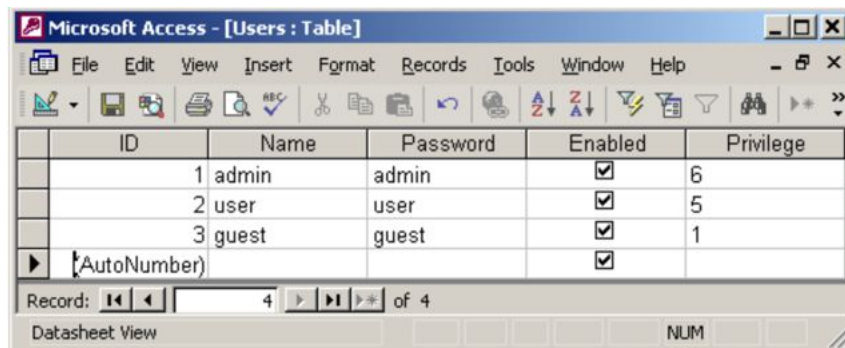 Microsoft Access - [Users : Table]
File Edit View Insert Format Records Tools Window Help
ID Name Password Enabled Privilege
1 admin admin 6
2 user user 5
3 guest guest 1
(AutoNumber)
Record: 4 of 4
Datasheet View NUM